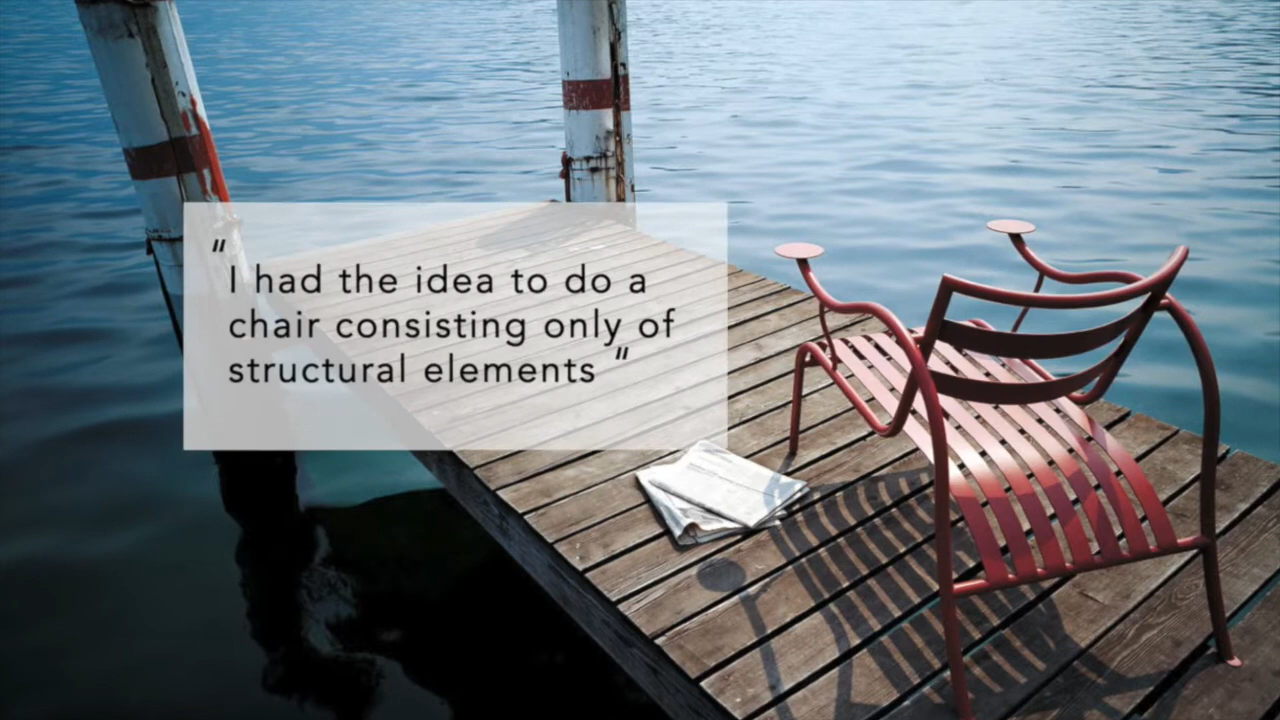 "I had the idea to do a
chair consisting only of
structural elements"